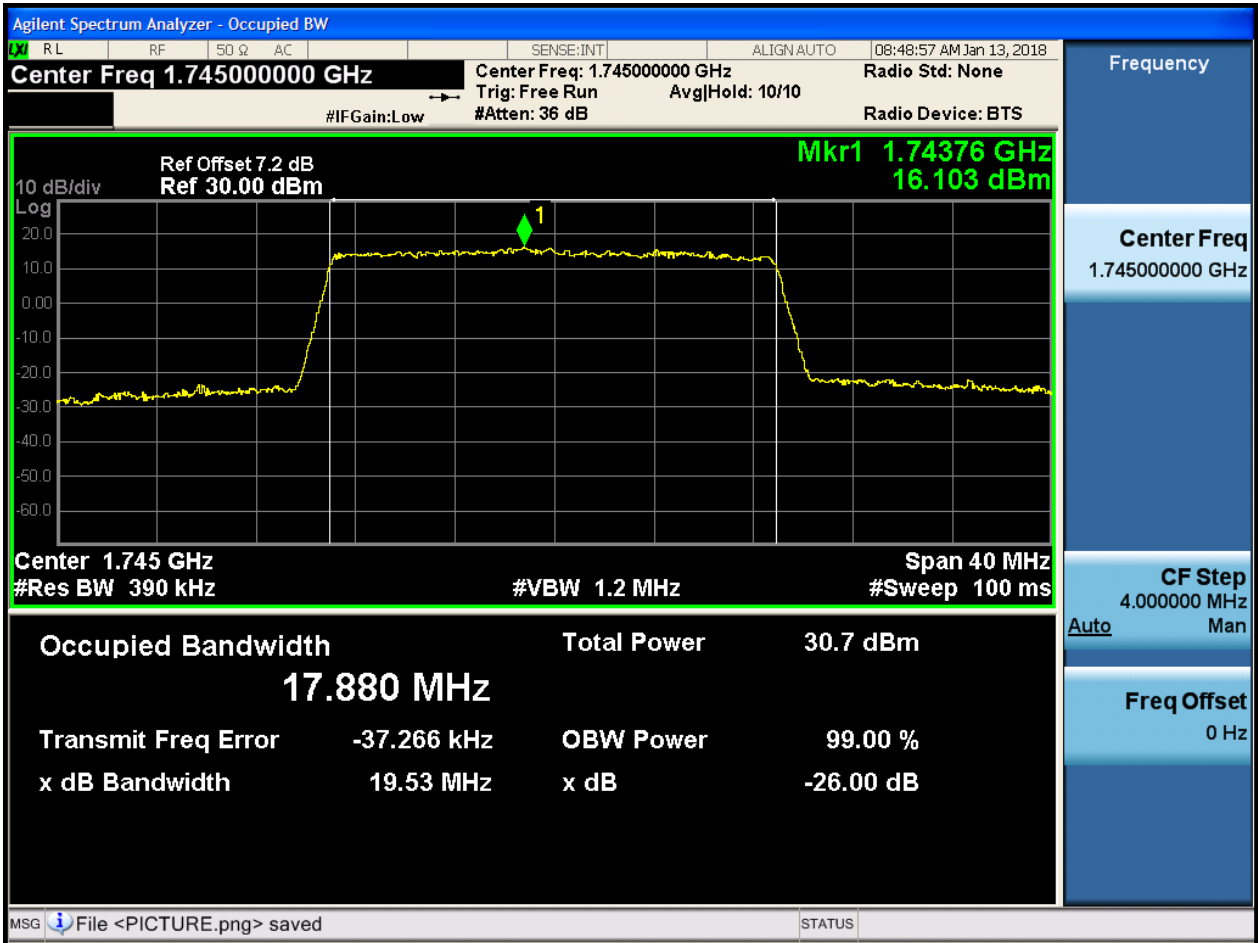 Agilent Spectrum Analyzer - Occupied BW
LXI RL RF 50 Ω AC SENSE:INT ALIGN AUTO 08:48:57 AM Jan 13, 2018
Center Freq 1.745000000 GHz
Center Freq: 1.745000000 GHz Radio Std: None
Trig: Free Run Avg|Hold: 10/10
#IFGain:Low #Atten: 36 dB Radio Device: BTS
Mkr1 1.74376 GHz
16.103 dBm
Ref Offset 7.2 dB
10 dB/div Ref 30.00 dBm
Log
1
20.0
10.0
0.00
-10.0
-20.0
-30.0
-40.0
-50.0
-60.0
Center 1.745 GHz Span 40 MHz
#Res BW 390 kHz #VBW 1.2 MHz #Sweep 100 ms
Occupied Bandwidth Total Power 30.7 dBm
17.880 MHz
Transmit Freq Error -37.266 kHz OBW Power 99.00 %
x dB Bandwidth 19.53 MHz x dB -26.00 dB
Frequency
Center Freq
1.745000000 GHz
CF Step
4.000000 MHz
Auto Man
Freq Offset
0 Hz
MSG File <PICTURE.png> saved STATUS